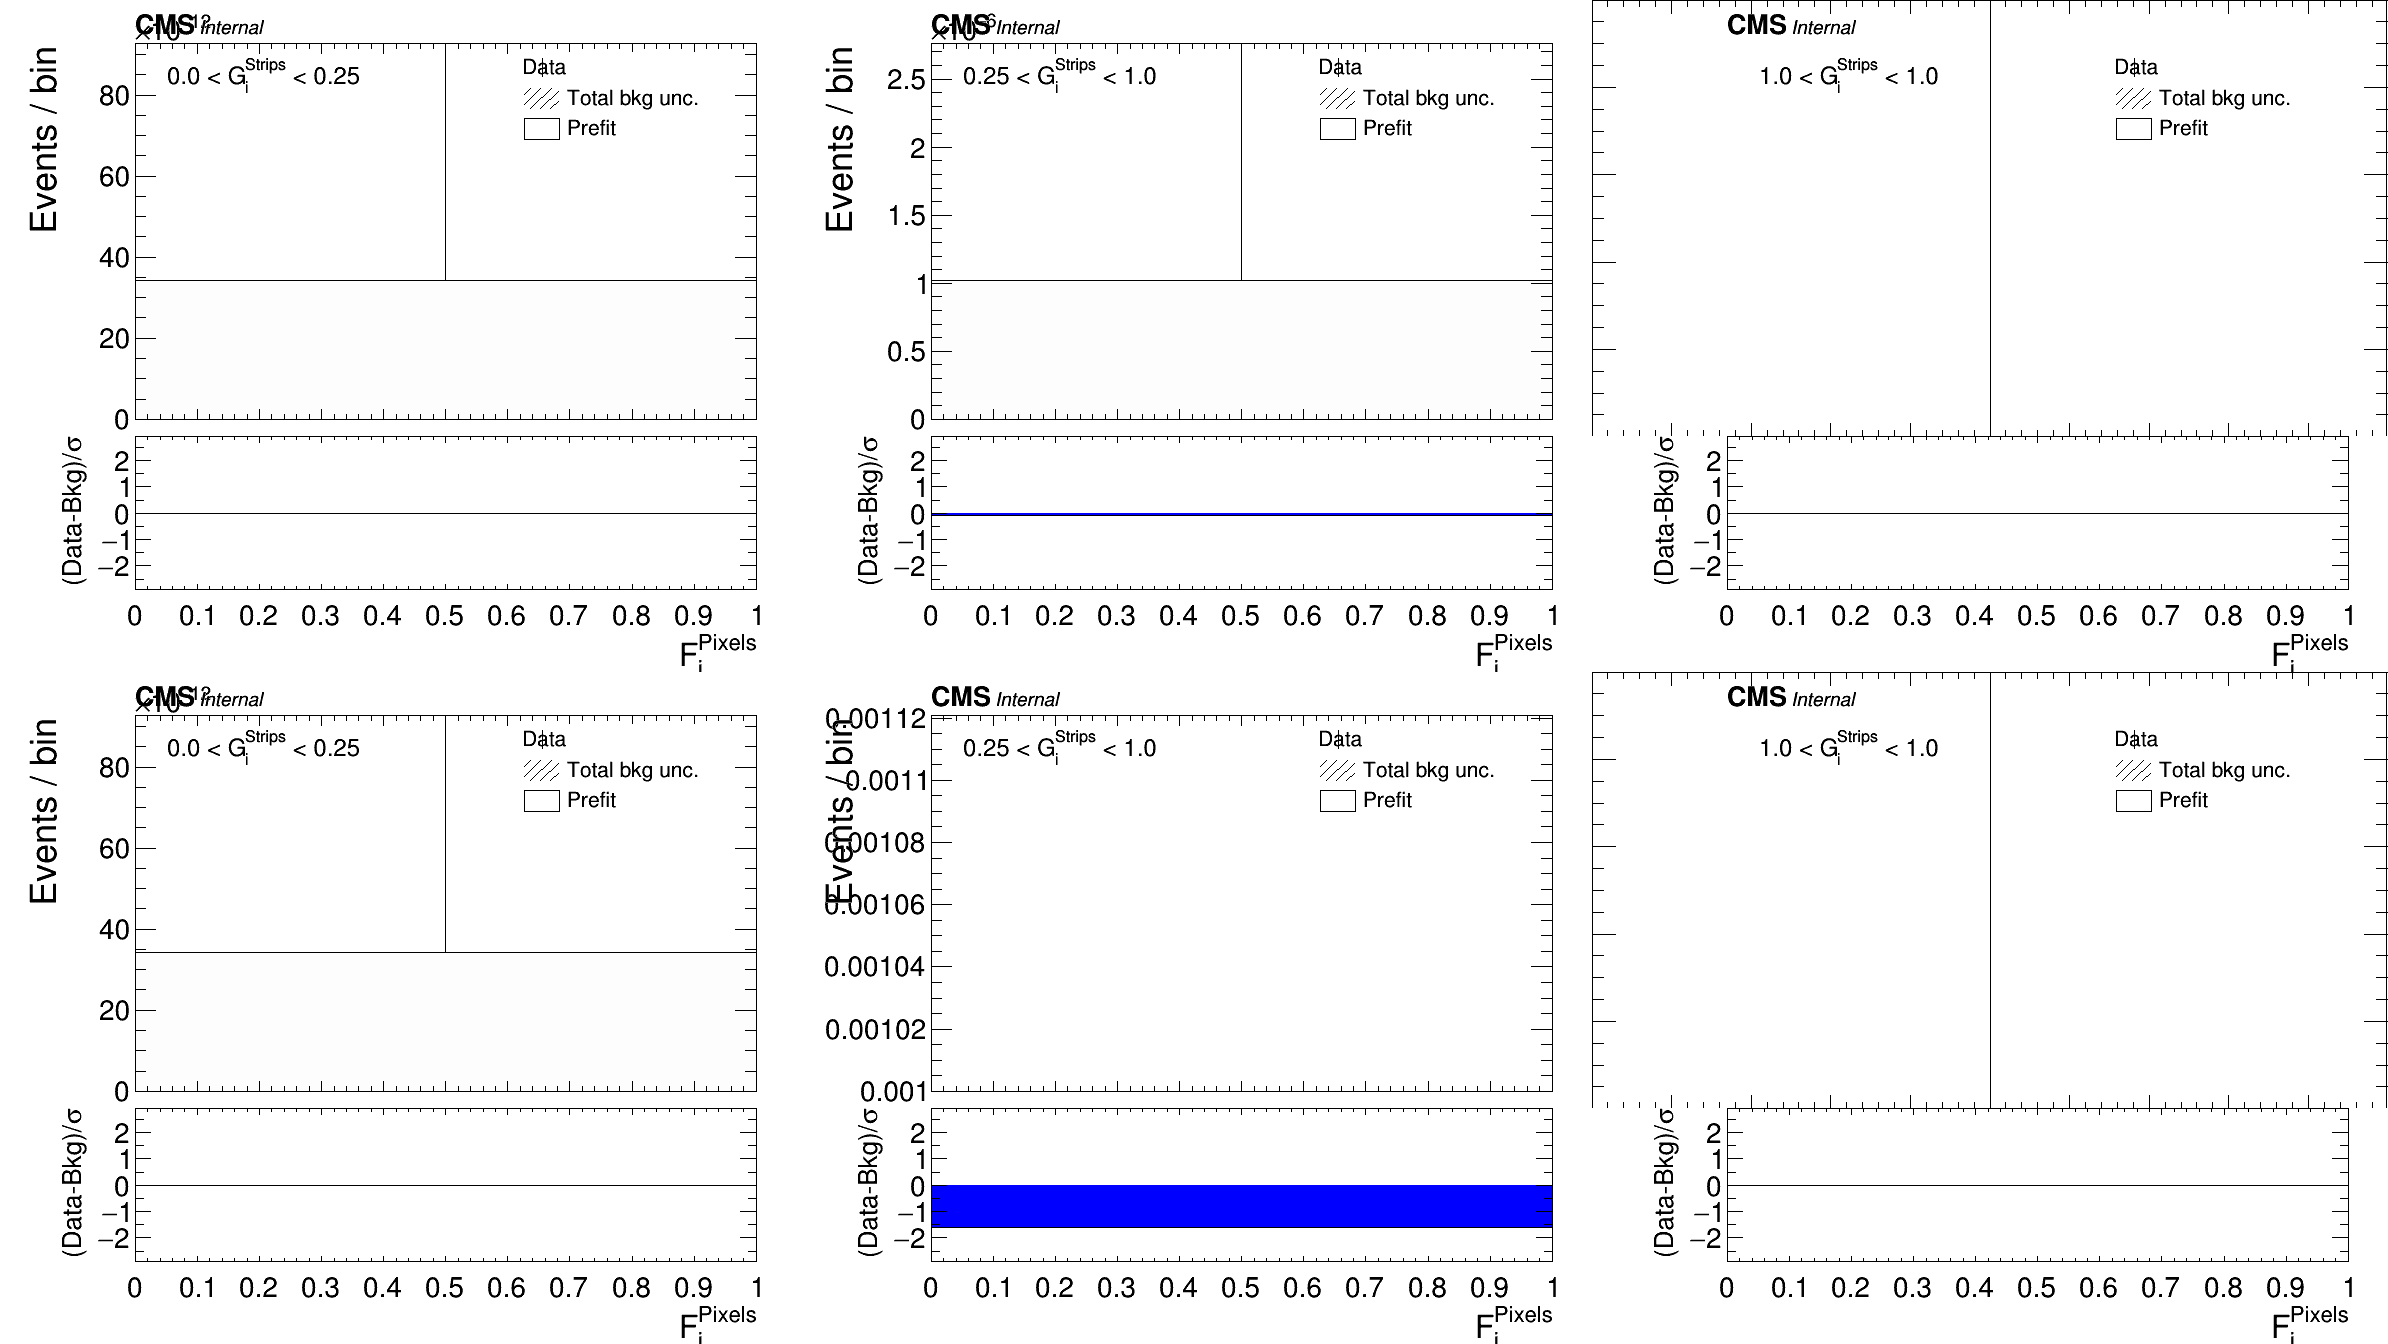 CMS Internal
0.0 < G_i^Strips < 0.25
Data
Total bkg unc.
Prefit
Events / bin
80
60
40
20
0
(Data-Bkg)/σ
2
1
0
−1
−2
0 0.1 0.2 0.3 0.4 0.5 0.6 0.7 0.8 0.9 1
F_i^Pixels
CMS Internal
0.25 < G_i^Strips < 1.0
Data
Total bkg unc.
Prefit
Events / bin
2.5
2
1.5
1
0.5
0
(Data-Bkg)/σ
2
1
0
−1
−2
0 0.1 0.2 0.3 0.4 0.5 0.6 0.7 0.8 0.9 1
F_i^Pixels
CMS Internal
1.0 < G_i^Strips < 1.0
Data
Total bkg unc.
Prefit
(Data-Bkg)/σ
2
1
0
−1
−2
0 0.1 0.2 0.3 0.4 0.5 0.6 0.7 0.8 0.9 1
F_i^Pixels
CMS Internal
0.0 < G_i^Strips < 0.25
Data
Total bkg unc.
Prefit
Events / bin
80
60
40
20
0
(Data-Bkg)/σ
2
1
0
−1
−2
0 0.1 0.2 0.3 0.4 0.5 0.6 0.7 0.8 0.9 1
F_i^Pixels
CMS Internal
0.25 < G_i^Strips < 1.0
Data
Total bkg unc.
Prefit
Events / bin
0.00112
0.0011
0.00108
0.00106
0.00104
0.00102
0.001
(Data-Bkg)/σ
2
1
0
−1
−2
0 0.1 0.2 0.3 0.4 0.5 0.6 0.7 0.8 0.9 1
F_i^Pixels
CMS Internal
1.0 < G_i^Strips < 1.0
Data
Total bkg unc.
Prefit
(Data-Bkg)/σ
2
1
0
−1
−2
0 0.1 0.2 0.3 0.4 0.5 0.6 0.7 0.8 0.9 1
F_i^Pixels